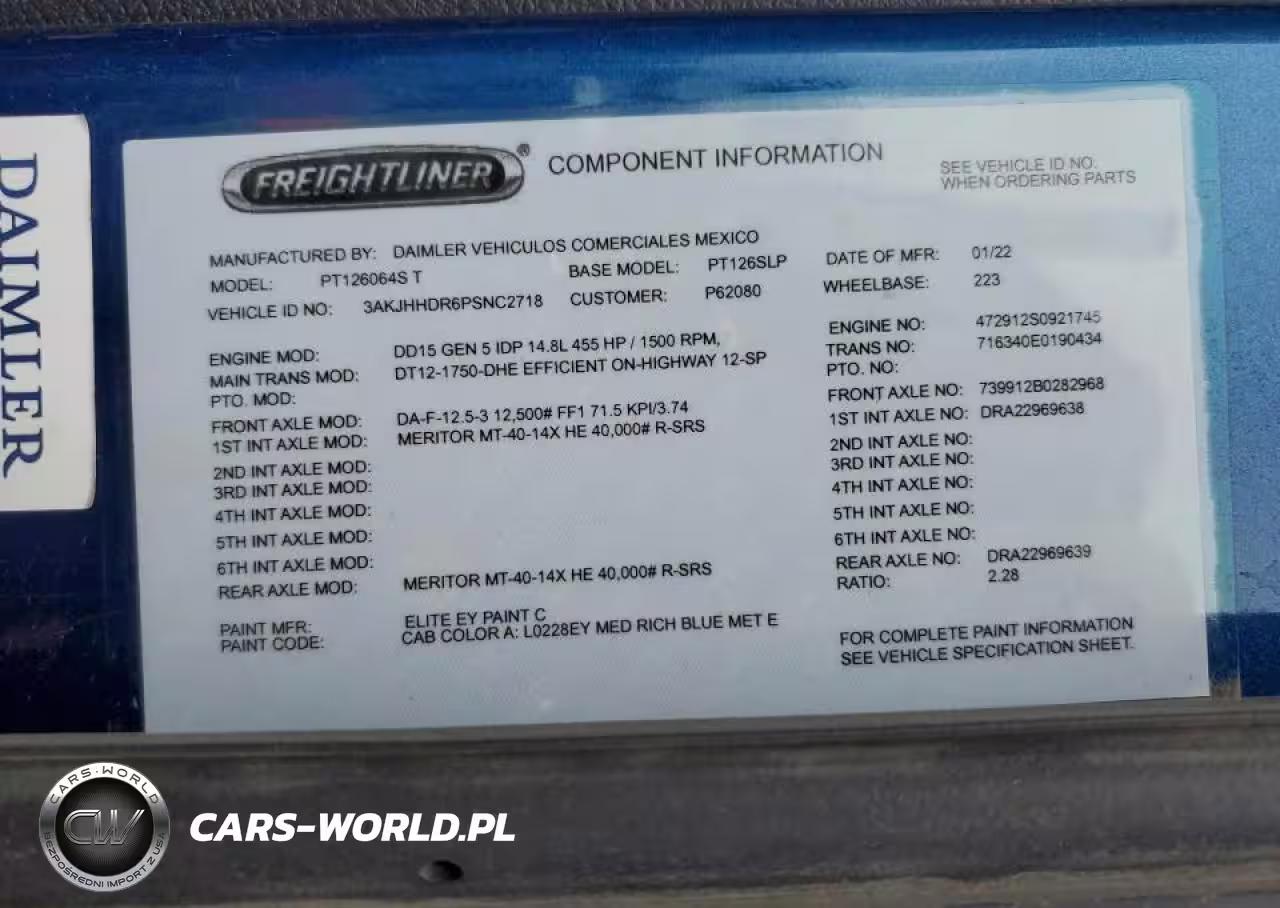 DAIMLER
FREIGHTLINER® COMPONENT INFORMATION
SEE VEHICLE ID NO.
WHEN ORDERING PARTS
MANUFACTURED BY: DAIMLER VEHICULOS COMERCIALES MEXICO
DATE OF MFR: 01/22
MODEL: PT126064S T BASE MODEL: PT126SLP
WHEELBASE: 223
VEHICLE ID NO: 3AKJHHDR6PSNC2718 CUSTOMER: P62080
ENGINE MOD: DD15 GEN 5 IDP 14.8L 455 HP / 1500 RPM,
ENGINE NO: 472912S0921745
MAIN TRANS MOD: DT12-1750-DHE EFFICIENT ON-HIGHWAY 12-SP
TRANS NO: 716340E0190434
PTO. MOD:
PTO. NO:
FRONT AXLE MOD: DA-F-12.5-3 12,500# FF1 71.5 KPI/3.74
FRONT AXLE NO: 739912B0282968
1ST INT AXLE MOD: MERITOR MT-40-14X HE 40,000# R-SRS
1ST INT AXLE NO: DRA22969638
2ND INT AXLE MOD:
2ND INT AXLE NO:
3RD INT AXLE MOD:
3RD INT AXLE NO:
4TH INT AXLE MOD:
4TH INT AXLE NO:
5TH INT AXLE MOD:
5TH INT AXLE NO:
6TH INT AXLE MOD:
6TH INT AXLE NO:
REAR AXLE MOD: MERITOR MT-40-14X HE 40,000# R-SRS
REAR AXLE NO: DRA22969639
RATIO: 2.28
PAINT MFR: ELITE EY PAINT C
PAINT CODE: CAB COLOR A: L0228EY MED RICH BLUE MET E
FOR COMPLETE PAINT INFORMATION
SEE VEHICLE SPECIFICATION SHEET.
CARS-WORLD
CW
BEZPOŚREDNI IMPORT Z USA
CARS-WORLD.PL